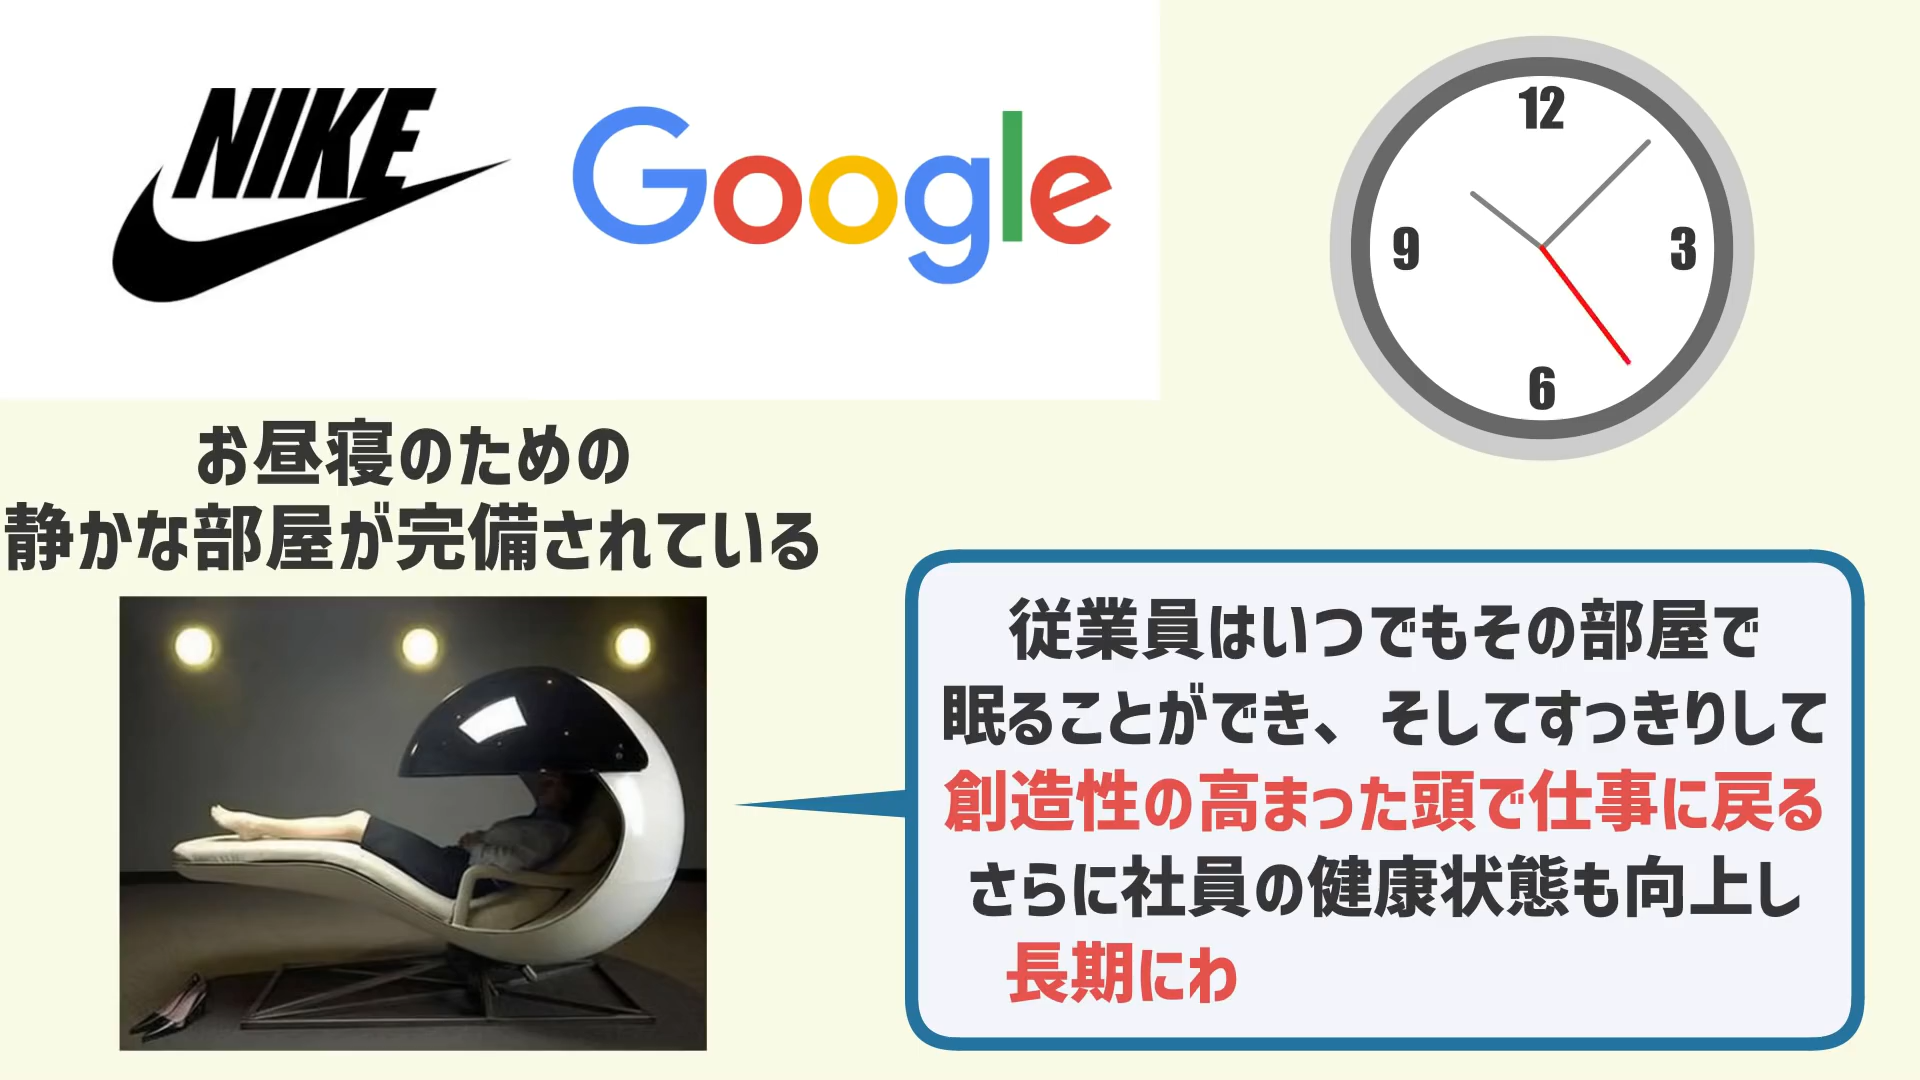 NIKE
Google
12
9
3
6
お昼寝のための
静かな部屋が完備されている
従業員はいつでもその部屋で
眠ることができ、そしてすっきりして
創造性の高まった頭で仕事に戻る
さらに社員の健康状態も向上し
長期にわ